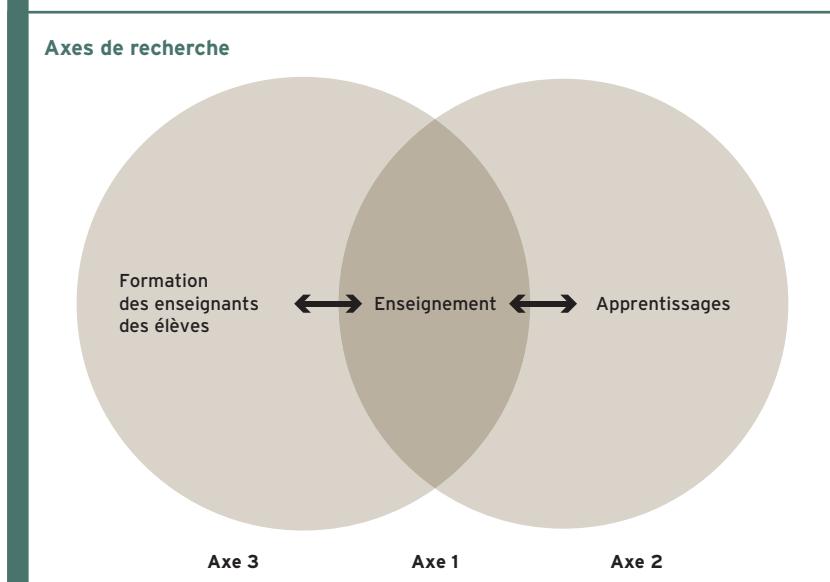 Axes de recherche
Formation
des enseignants
des élèves
Enseignement
Apprentissages
Axe 3
Axe 1
Axe 2